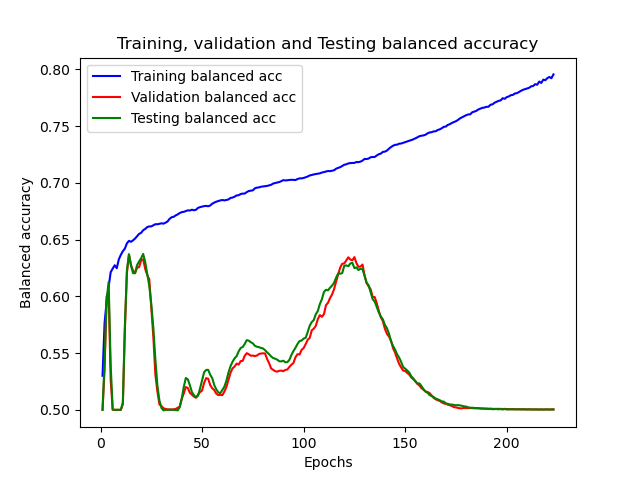 Training, validation and Testing balanced accuracy
Training balanced acc
Validation balanced acc
Testing balanced acc
Balanced accuracy
0.80
0.75
0.70
0.65
0.60
0.55
0.50
0 50 100 150 200
Epochs